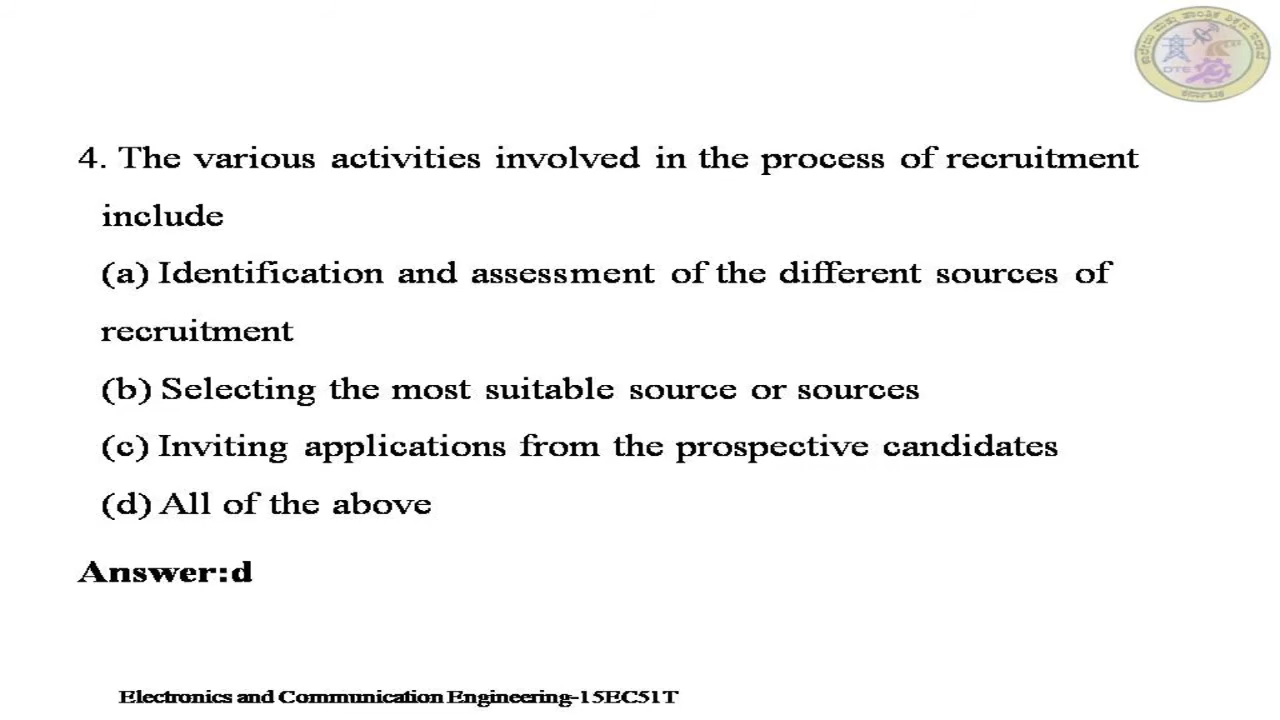 DTE
4. The various activities involved in the process of recruitment
include
(a) Identification and assessment of the different sources of
recruitment
(b) Selecting the most suitable source or sources
(c) Inviting applications from the prospective candidates
(d) All of the above
Answer:d
Electronics and Communication Engineering-15EC51T